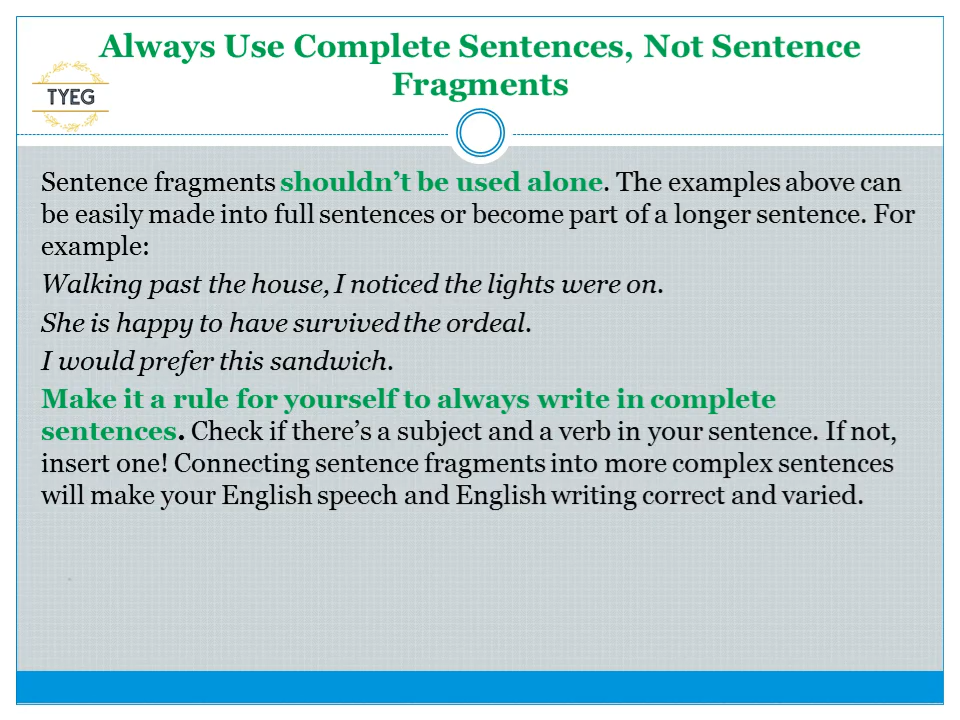 Always Use Complete Sentences, Not Sentence
Fragments
TYEG
Sentence fragments shouldn’t be used alone. The examples above can
be easily made into full sentences or become part of a longer sentence. For
example:
Walking past the house, I noticed the lights were on.
She is happy to have survived the ordeal.
I would prefer this sandwich.
Make it a rule for yourself to always write in complete
sentences. Check if there’s a subject and a verb in your sentence. If not,
insert one! Connecting sentence fragments into more complex sentences
will make your English speech and English writing correct and varied.
.